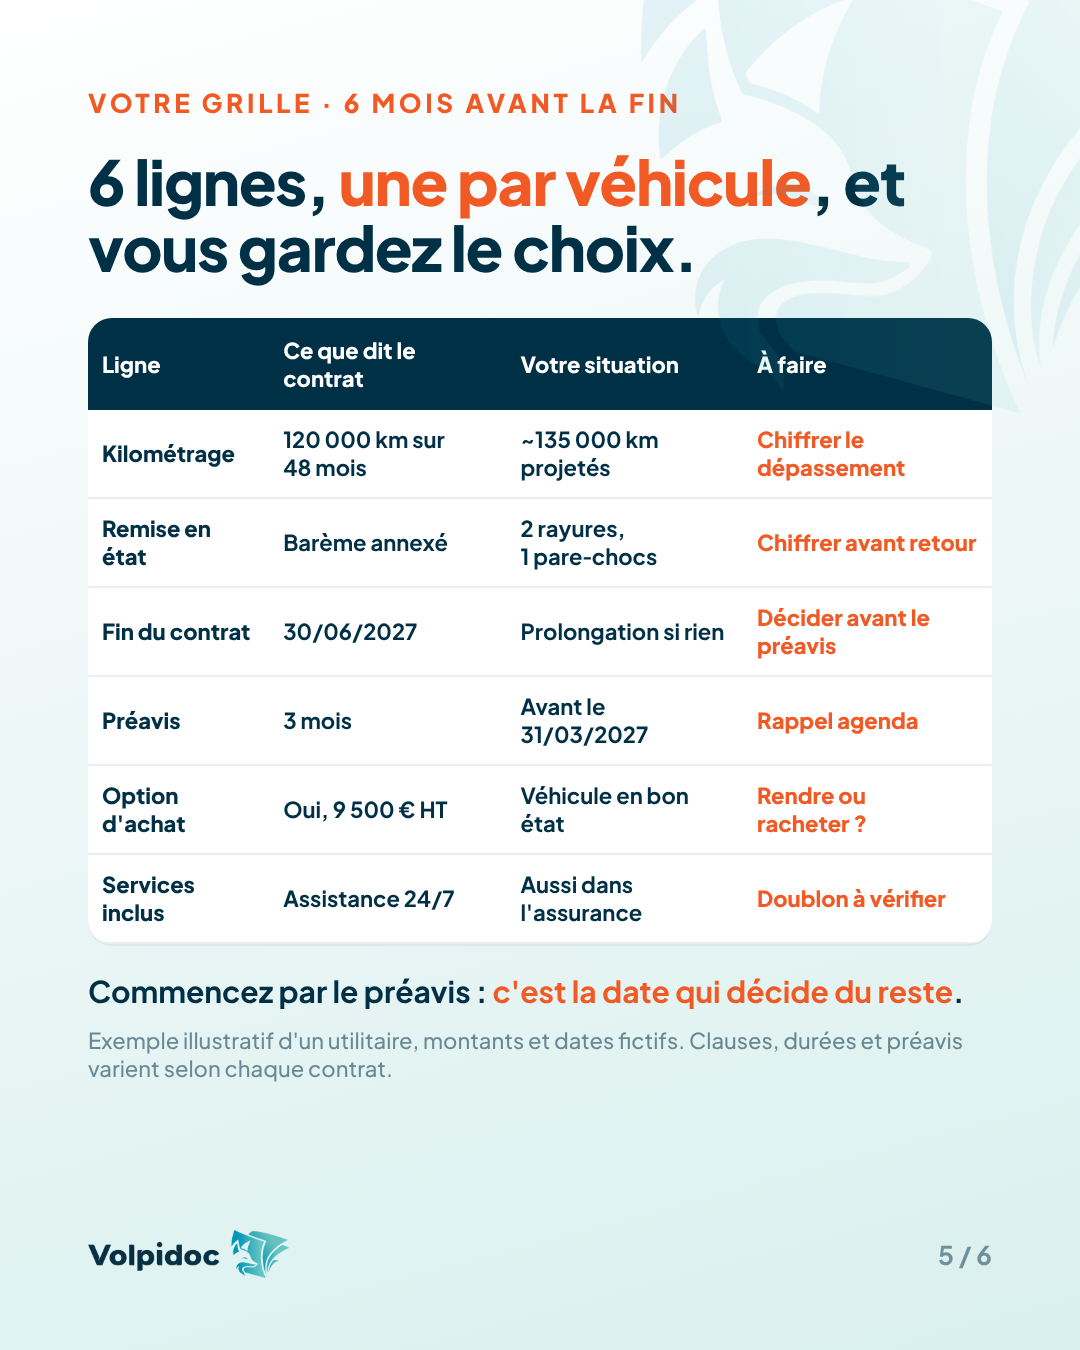 VOTRE GRILLE · 6 MOIS AVANT LA FIN
6 lignes, une par véhicule, et
vous gardez le choix.
Ligne
Ce que dit le
contrat
Votre situation
À faire
Kilométrage
120 000 km sur
48 mois
~135 000 km
projetés
Chiffrer le
dépassement
Remise en
état
Barème annexé
2 rayures,
1 pare-chocs
Chiffrer avant retour
Fin du contrat
30/06/2027
Prolongation si rien
Décider avant le
préavis
Préavis
3 mois
Avant le
31/03/2027
Rappel agenda
Option
d'achat
Oui, 9 500 € HT
Véhicule en bon
état
Rendre ou
racheter ?
Services
inclus
Assistance 24/7
Aussi dans
l'assurance
Doublon à vérifier
Commencez par le préavis : c'est la date qui décide du reste.
Exemple illustratif d'un utilitaire, montants et dates fictifs. Clauses, durées et préavis
varient selon chaque contrat.
Volpidoc
5 / 6